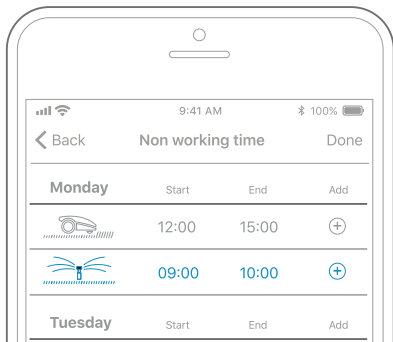 9:41 AM 100%
Back Non working time Done
Monday Start End Add
12:00 15:00
09:00 10:00
Tuesday Start End Add